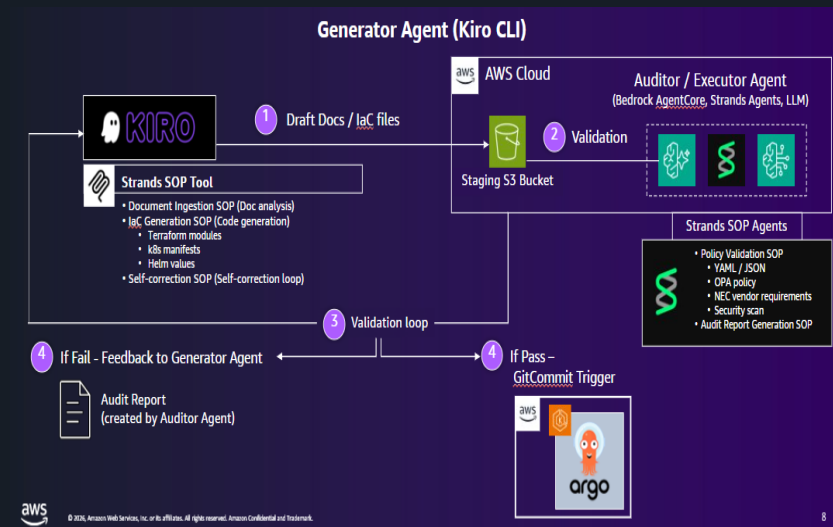 Generator Agent (Kiro CLI)
KIRO
1
Draft Docs / IaC files
Strands SOP Tool
• Document Ingestion SOP (Doc analysis)
• IaC Generation SOP (Code generation)
• Terraform modules
• k8s manifests
• Helm values
• Self-correction SOP (Self-correction loop)
aws
AWS Cloud
Staging S3 Bucket
2
Validation
Auditor / Executor Agent
(Bedrock AgentCore, Strands Agents, LLM)
Strands SOP Agents
• Policy Validation SOP
• YAML / JSON
• OPA policy
• NEC vendor requirements
• Security scan
• Audit Report Generation SOP
3
Validation loop
4
If Fail - Feedback to Generator Agent
Audit Report
(created by Auditor Agent)
4
If Pass –
GitCommit Trigger
aws
argo
aws
© 2026, Amazon Web Services, Inc. or its affiliates. All rights reserved. Amazon Confidential and Trademark.
8